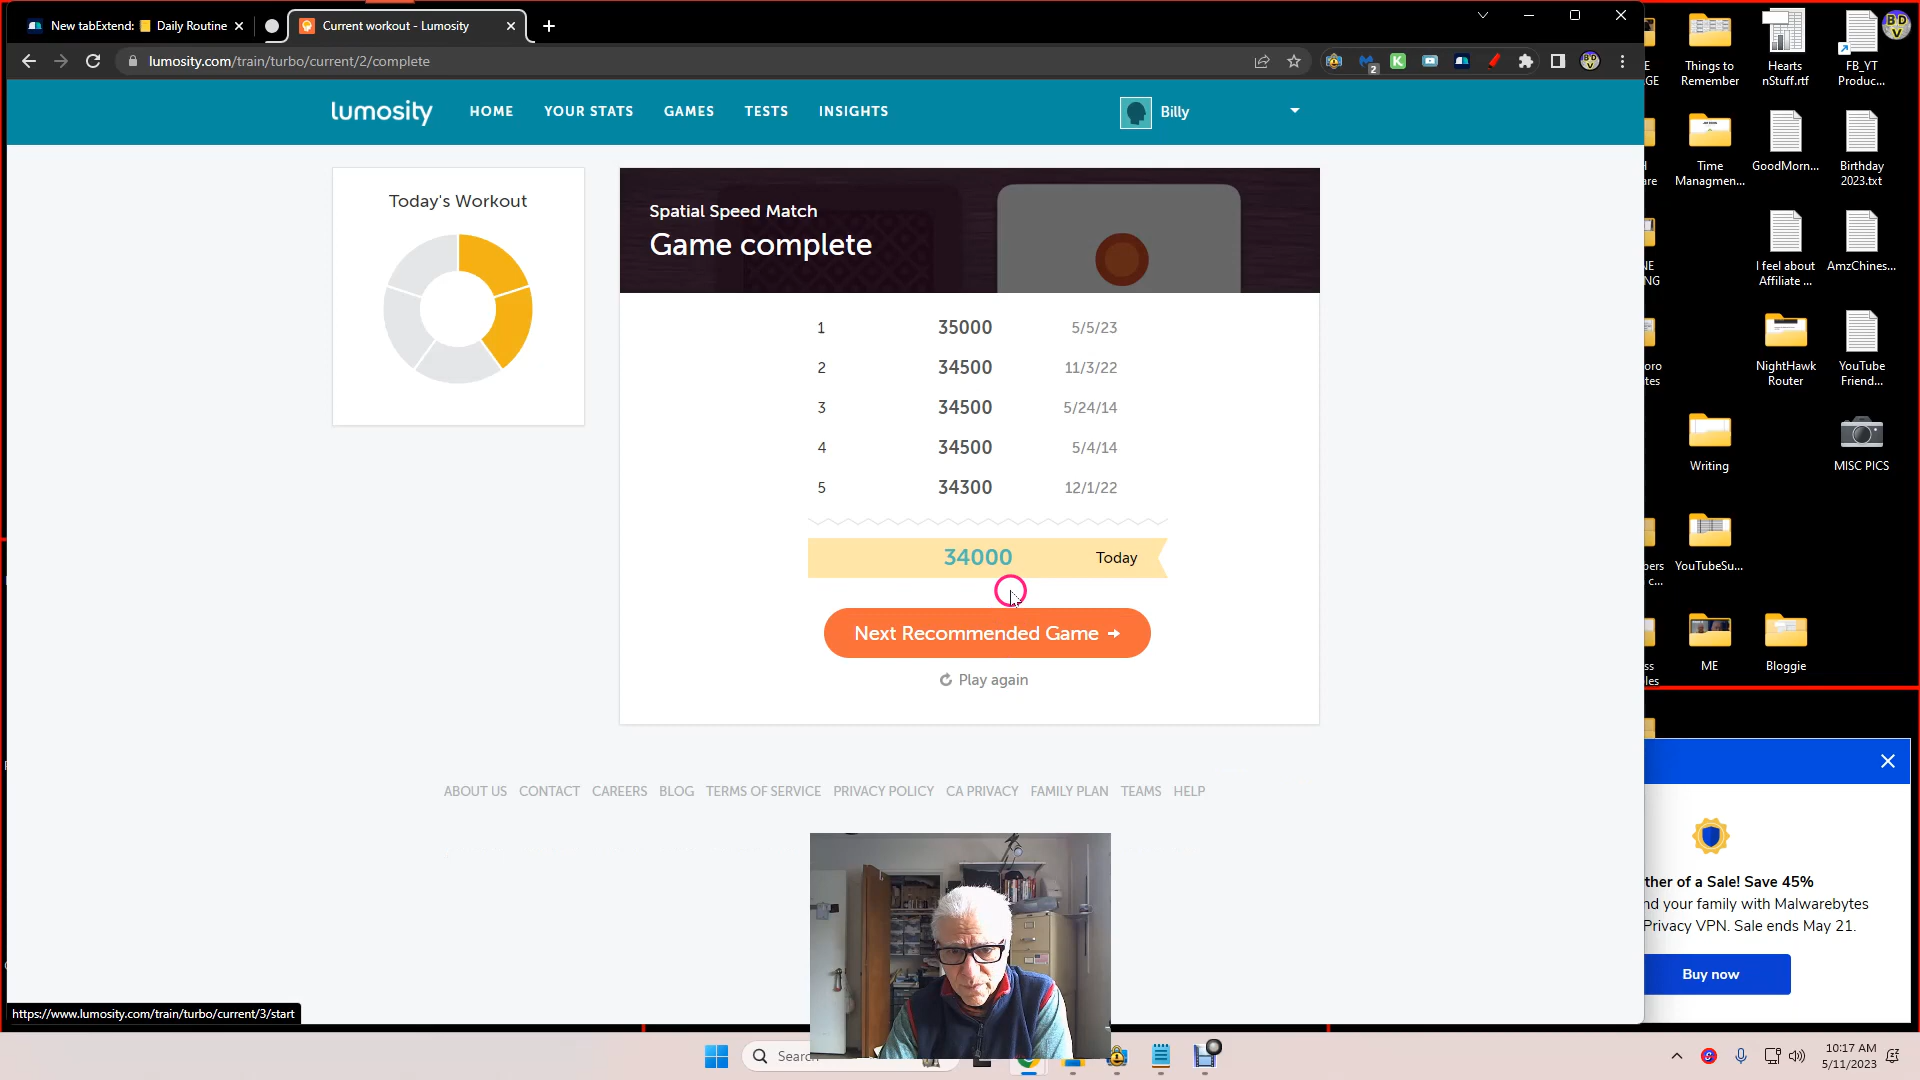 New tabExtend: Daily Routine
Current workout - Lumosity
lumosity.com/train/turbo/current/2/complete
2
K
lumosity
HOME
YOUR STATS
GAMES
TESTS
INSIGHTS
Billy
Today's Workout
Spatial Speed Match
Game complete
1 35000 5/5/23
2 34500 11/3/22
3 34500 5/24/14
4 34500 5/4/14
5 34300 12/1/22
34000 Today
Next Recommended Game
Play again
ABOUT US CONTACT CAREERS BLOG TERMS OF SERVICE PRIVACY POLICY CA PRIVACY FAMILY PLAN TEAMS HELP
https://www.lumosity.com/train/turbo/current/3/start
Things to Remember
Hearts nStuff.rtf
FB_YT Produc...
BD V
Time Managmen...
GoodMorn...
Birthday 2023.txt
I feel about Affiliate ...
AmzChines...
NightHawk Router
YouTube Friend...
Writing
MISC PICS
YouTubeSu...
ME
Bloggie
ther of a Sale! Save 45%
nd your family with Malwarebytes
Privacy VPN. Sale ends May 21.
Buy now
Search
10:17 AM
5/11/2023